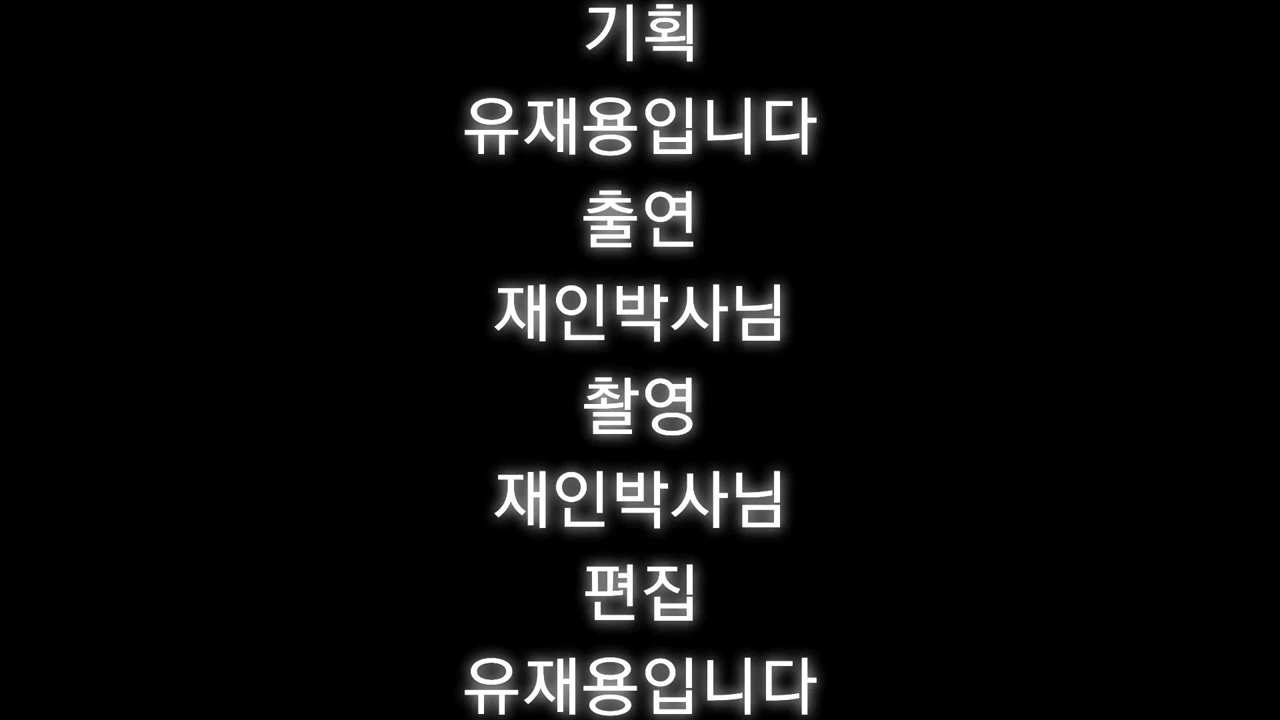 기획
유재용입니다
출연
재인박사님
촬영
재인박사님
편집
유재용입니다